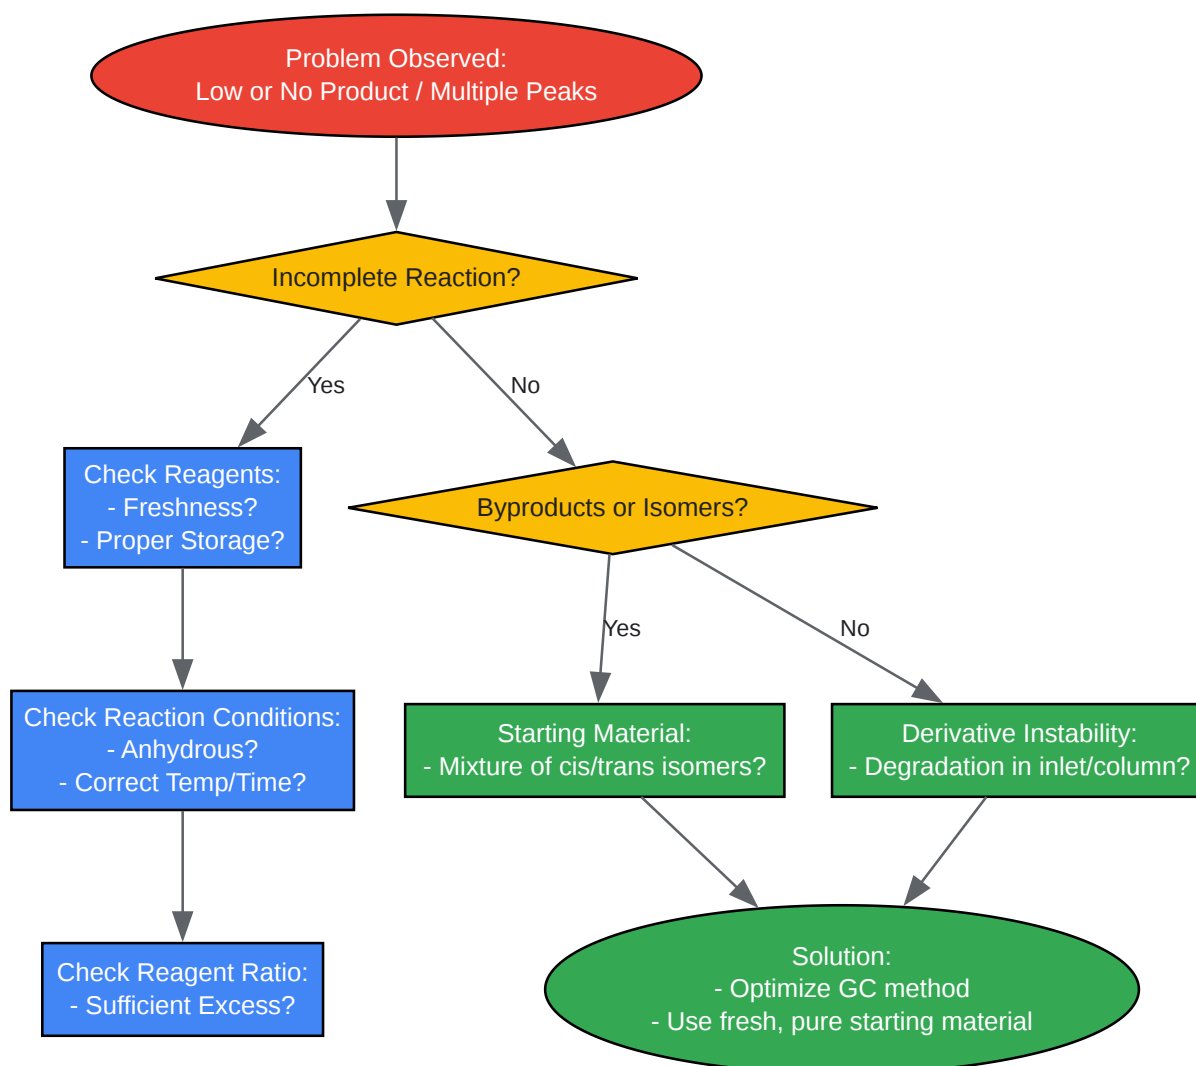 Problem Observed:
Low or No Product / Multiple Peaks
Incomplete Reaction?
Yes
No
Check Reagents:
- Freshness?
- Proper Storage?
Byproducts or Isomers?
Yes
No
Check Reaction Conditions:
- Anhydrous?
- Correct Temp/Time?
Starting Material:
- Mixture of cis/trans isomers?
Derivative Instability:
- Degradation in inlet/column?
Check Reagent Ratio:
- Sufficient Excess?
Solution:
- Optimize GC method
- Use fresh, pure starting material